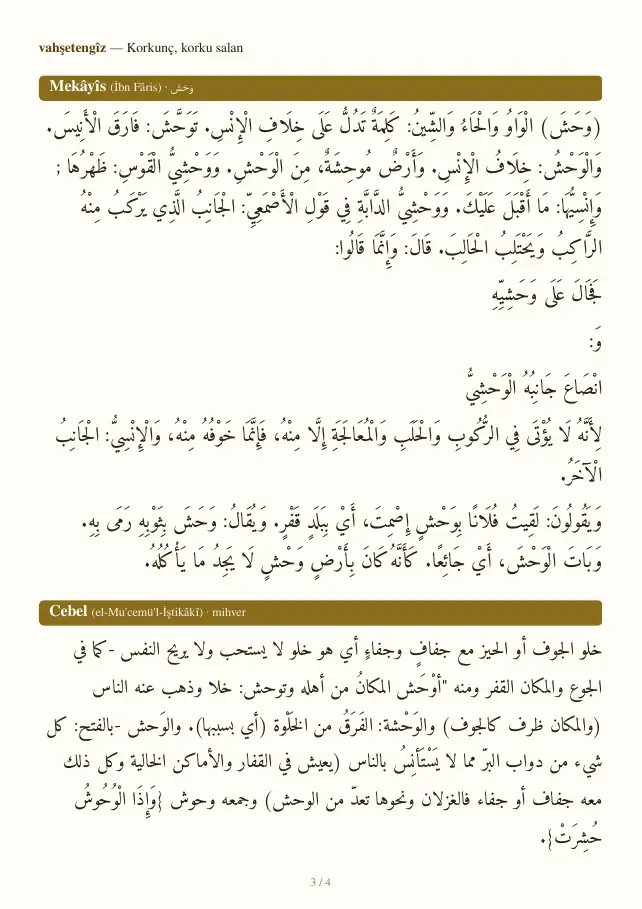 vahşetengîz — Korkunç, korku salan
Mekâyîs (İbn Fâris) · وَحَشَ
(وَحَشَ) الْوَاوُ وَالْحَاءُ وَالشِّينُ: كَلِمَةٌ تَدُلُّ عَلَى خِلَافِ الْإِنْسِ. تَوَحَّشَ: فَارَقَ الْأَنِيسَ.
وَالْوَحْشُ: خِلَافُ الْإِنْسِ. وَأَرْضٌ مُوحِشَةٌ، مِنَ الْوَحْشِ. وَوَحْشِيُّ الْقَوْسِ: ظَهْرُهَا ;
وَإِنْسِيُّهَا: مَا أَقْبَلَ عَلَيْكَ. وَوَحْشِيُّ الدَّابَّةِ فِي قَوْلِ الْأَصْمَعِيِّ: الْجَانِبُ الَّذِي يَرْكَبُ مِنْهُ
الرَّاكِبُ وَيَحْتَلِبُ الْحَالِبَ. قَالَ: وَإِنَّمَا قَالُوا:
فَجَالَ عَلَى وَحَشِيِّهِ
وَ:
انْصَاعَ جَانِبُهُ الْوَحْشِيُّ
لِأَنَّهُ لَا يُؤْتَى فِي الرُّكُوبِ وَالْحَلَبِ وَالْمُعَالَجَةِ إِلَّا مِنْهُ، فَإِنَّمَا خَوْفُهُ مِنْهُ، وَالْإِنْسِيُّ: الْجَانِبُ
الْآخَرُ.
وَيَقُولُونَ: لَقِيتُ فُلَانًا بِوَحْشٍ إِصْمِتَ، أَيْ بِبَلَدٍ قَفْرٍ. وَيُقَالُ: وَحَشَ بِثَوْبِهِ رَمَى بِهِ.
وَبَاتَ الْوَحْشَ، أَيْ جَائِعًا. كَأَنَّهُ كَانَ بِأَرْضٍ وَحْشٍ لَا يَجِدُ مَا يَأْكُلُهُ.
Cebel (el-Mu'cemü'l-İştikâkî) · mihver
خلو الجوف أو الحيز مع جفافٍ وجفاءٍ أي هو خلو لا يستحب ولا يريح النفس -كما في
الجوع والمكان القفر ومنه "أوْحَش المكانُ من أهله وتوحش: خلا وذهب عنه الناس
(والمكان ظرف كالجوف) والوَحْشة: الفَرَقُ من الخَلْوة (أي بسببها). والوَحش -بالفتح: كل
شيء من دواب البرّ مما لا يَسْتَأنِسُ بالناس (يعيش في القفار والأماكن الخالية وكل ذلك
معه جفاف أو جفاء فالغزلان ونحوها تعدّ من الوحش) وجمعه وحوش {وَإِذَا الْوُحُوشُ
حُشِرَتْ}.
3 / 4